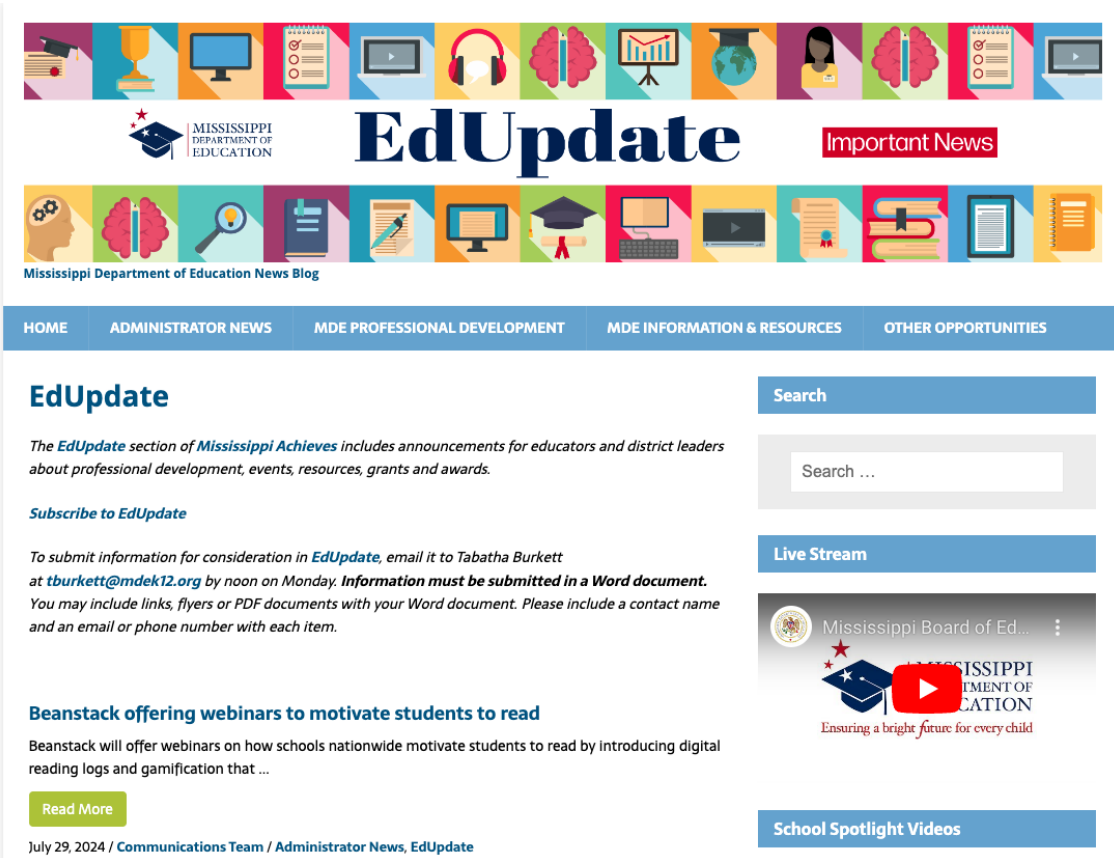 MISSISSIPPI
DEPARTMENT OF
EDUCATION
EdUpdate
Important News
Mississippi Department of Education News Blog
HOME
ADMINISTRATOR NEWS
MDE PROFESSIONAL DEVELOPMENT
MDE INFORMATION & RESOURCES
OTHER OPPORTUNITIES
EdUpdate
The EdUpdate section of Mississippi Achieves includes announcements for educators and district leaders
about professional development, events, resources, grants and awards.
Subscribe to EdUpdate
To submit information for consideration in EdUpdate, email it to Tabatha Burkett
at tburkett@mdek12.org by noon on Monday. Information must be submitted in a Word document.
You may include links, flyers or PDF documents with your Word document. Please include a contact name
and an email or phone number with each item.
Beanstack offering webinars to motivate students to read
Beanstack will offer webinars on how schools nationwide motivate students to read by introducing digital
reading logs and gamification that ...
Read More
July 29, 2024 / Communications Team / Administrator News, EdUpdate
Search
Search ...
Live Stream
Mississippi Board of Ed...
Ensuring a bright future for every child
School Spotlight Videos